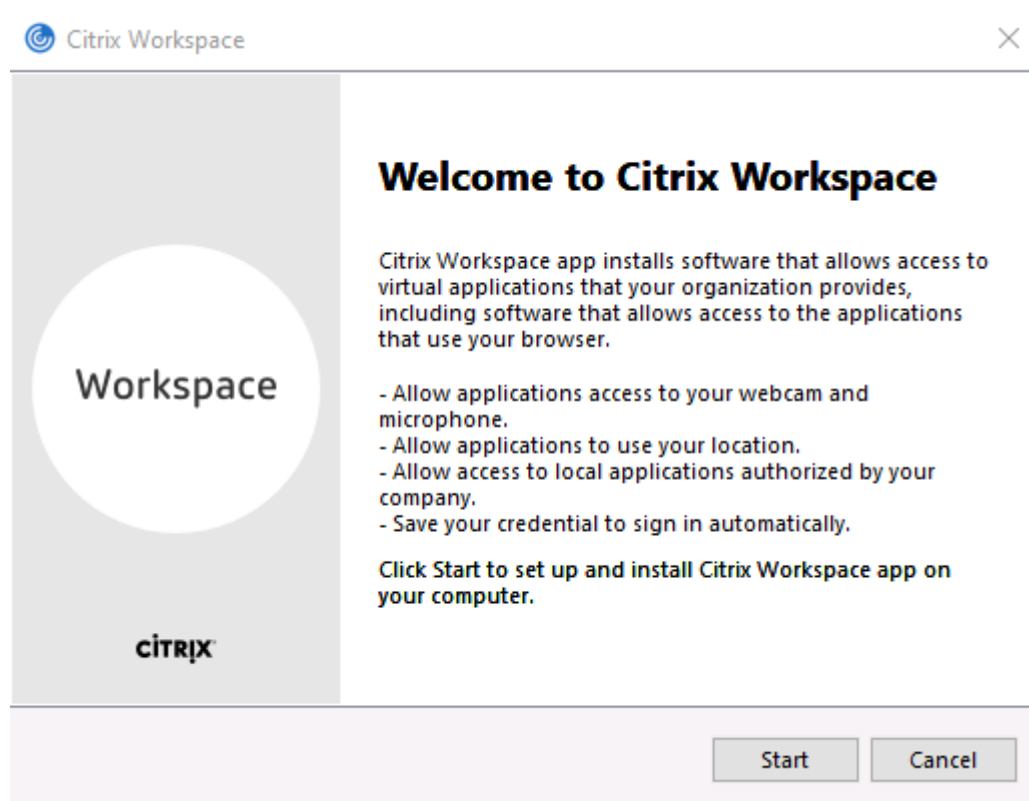 Citrix Workspace
Welcome to Citrix Workspace
Citrix Workspace app installs software that allows access to
virtual applications that your organization provides,
including software that allows access to the applications
that use your browser.
- Allow applications access to your webcam and
microphone.
- Allow applications to use your location.
- Allow access to local applications authorized by your
company.
- Save your credential to sign in automatically.
Click Start to set up and install Citrix Workspace app on
your computer.
Workspace
citrix
Start
Cancel